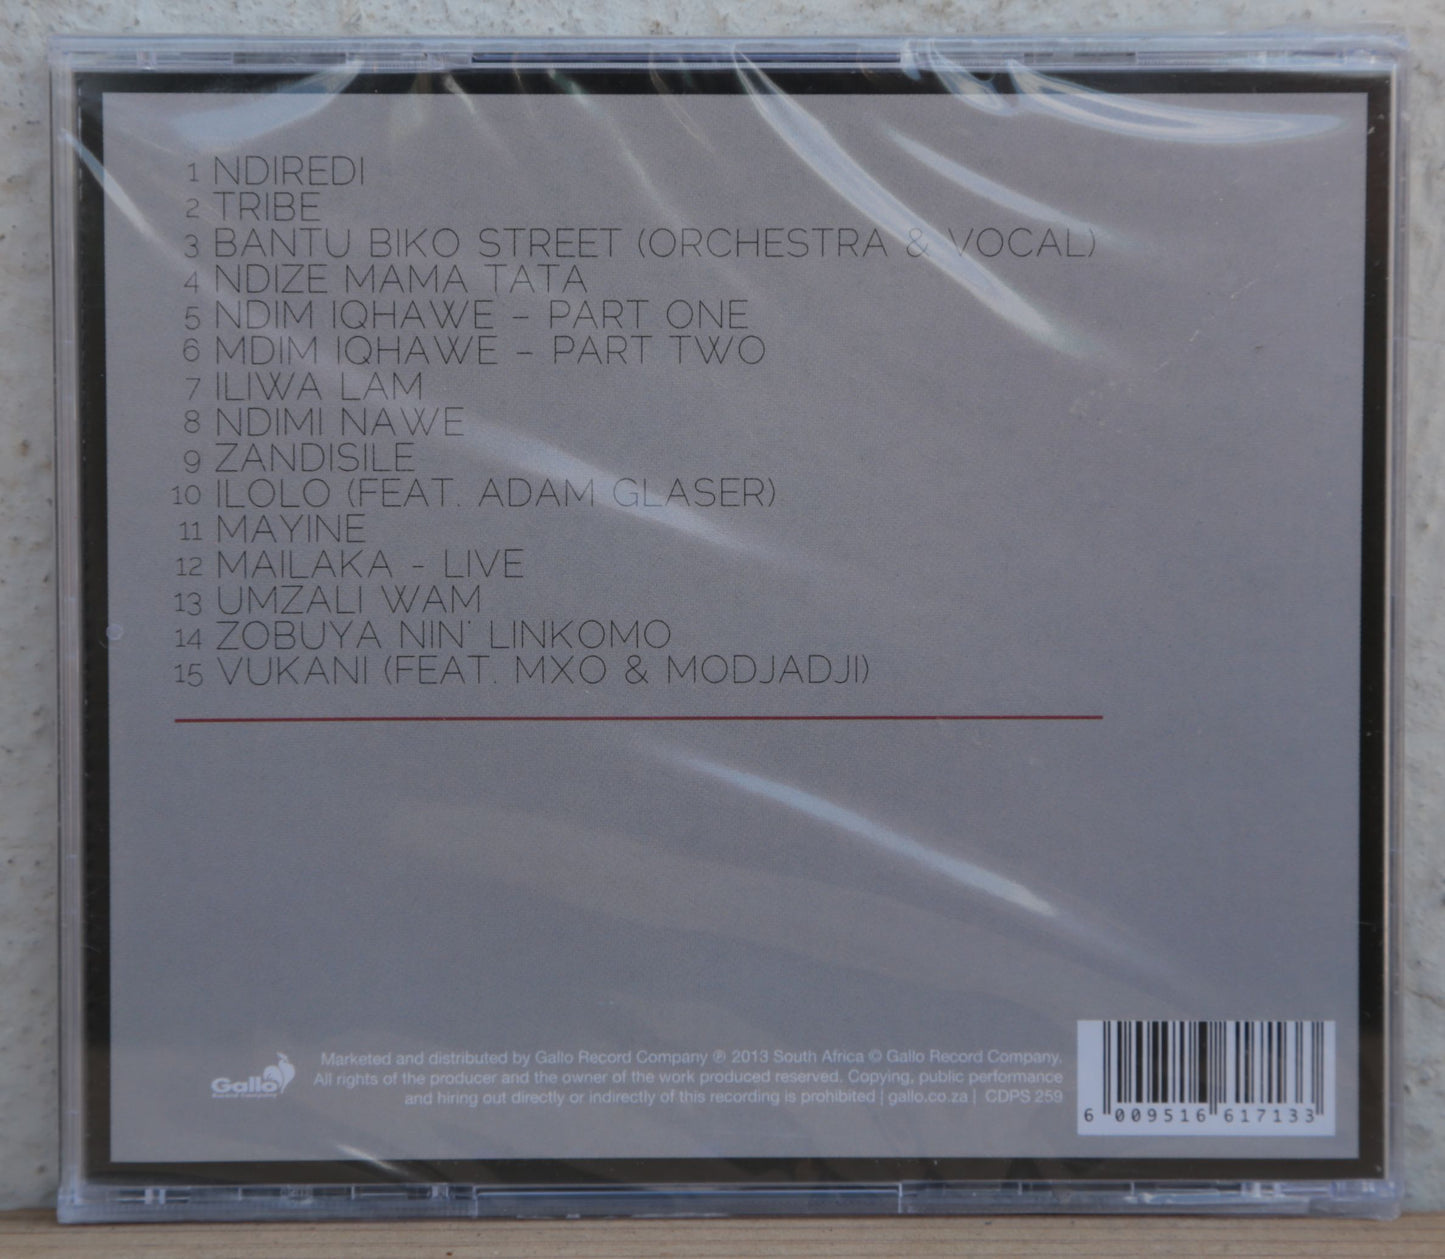 1 NDIREDI
2 TRIBE
3 BANTU BIKO STREET (ORCHESTRA & VOCAL)
4 NDIZE MAMA TATA
5 NDIM IQHAWE – PART ONE
6 MDIM IQHAWE – PART TWO
7 ILIWA LAM
8 NDIMI NAWE
9 ZANDISILE
10 ILOLO (FEAT. ADAM GLASER)
11 MAYINE
12 MAILAKA - LIVE
13 UMZALI WAM
14 ZOBUYA NIN' LINKOMO
15 VUKANI (FEAT. MXO & MODJADJI)
Gallo
Record Company
Marketed and distributed by Gallo Record Company ℗ 2013 South Africa © Gallo Record Company.
All rights of the producer and the owner of the work produced reserved. Copying, public performance
and hiring out directly or indirectly of this recording is prohibited | gallo.co.za | CDPS 259
6 009516 617133